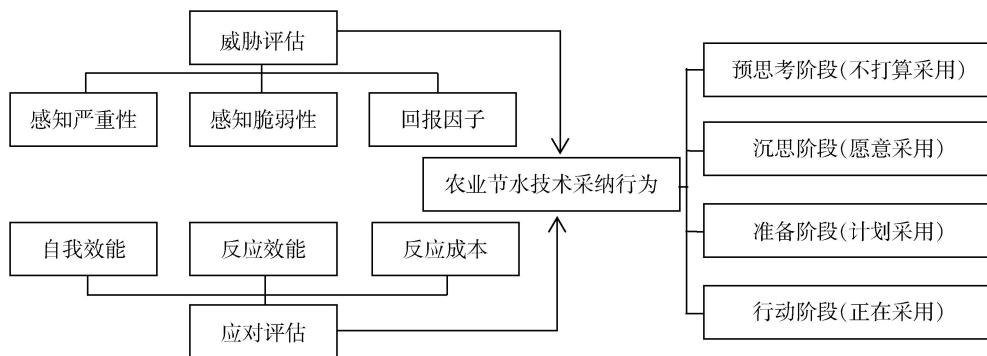 威胁评估
感知严重性
感知脆弱性
回报因子
农业节水技术采纳行为
自我效能
反应效能
反应成本
应对评估
预思考阶段(不打算采用)
沉思阶段(愿意采用)
准备阶段(计划采用)
行动阶段(正在采用)